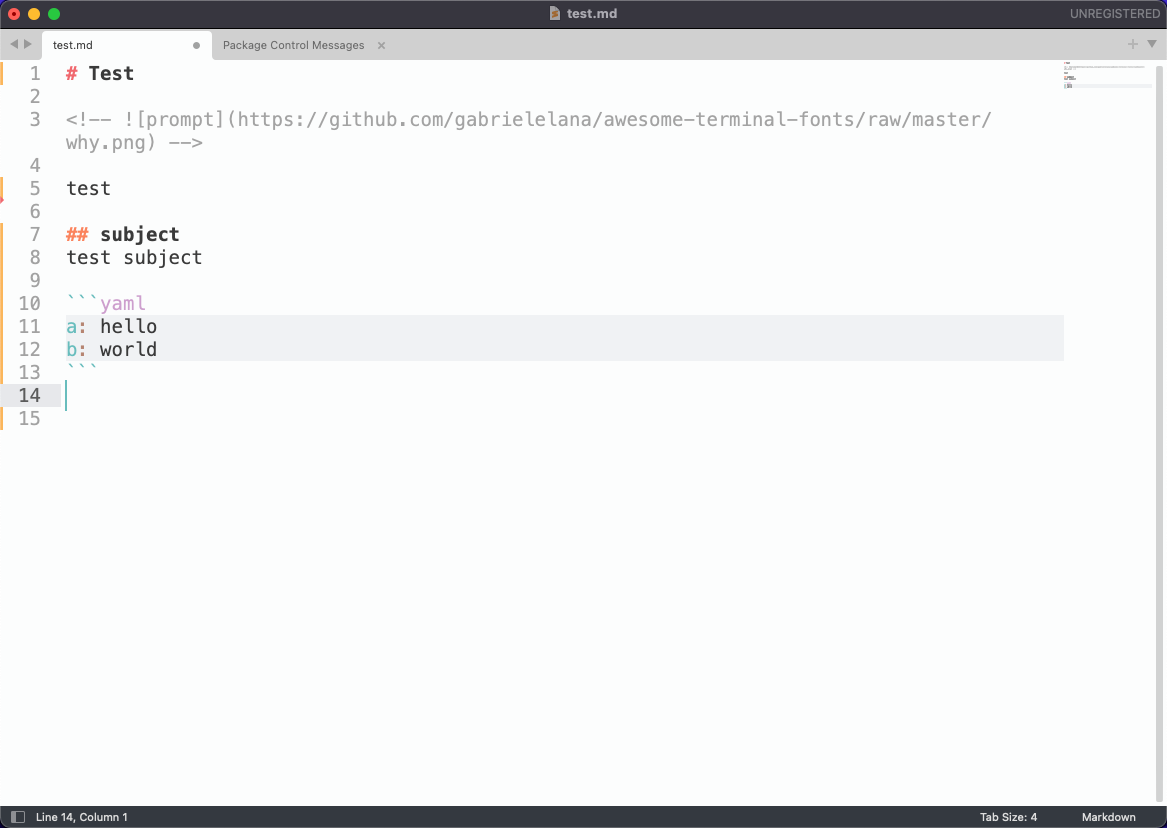 test.md
UNREGISTERED
test.md
Package Control Messages
1 # Test
2
3 <!-- ![prompt](https://github.com/gabrielelana/awesome-terminal-fonts/raw/master/
why.png) -->
4
5 test
6
7 ## subject
8 test subject
9
10 ```yaml
11 a: hello
12 b: world
13 ```
14
15
Line 14, Column 1
Tab Size: 4
Markdown